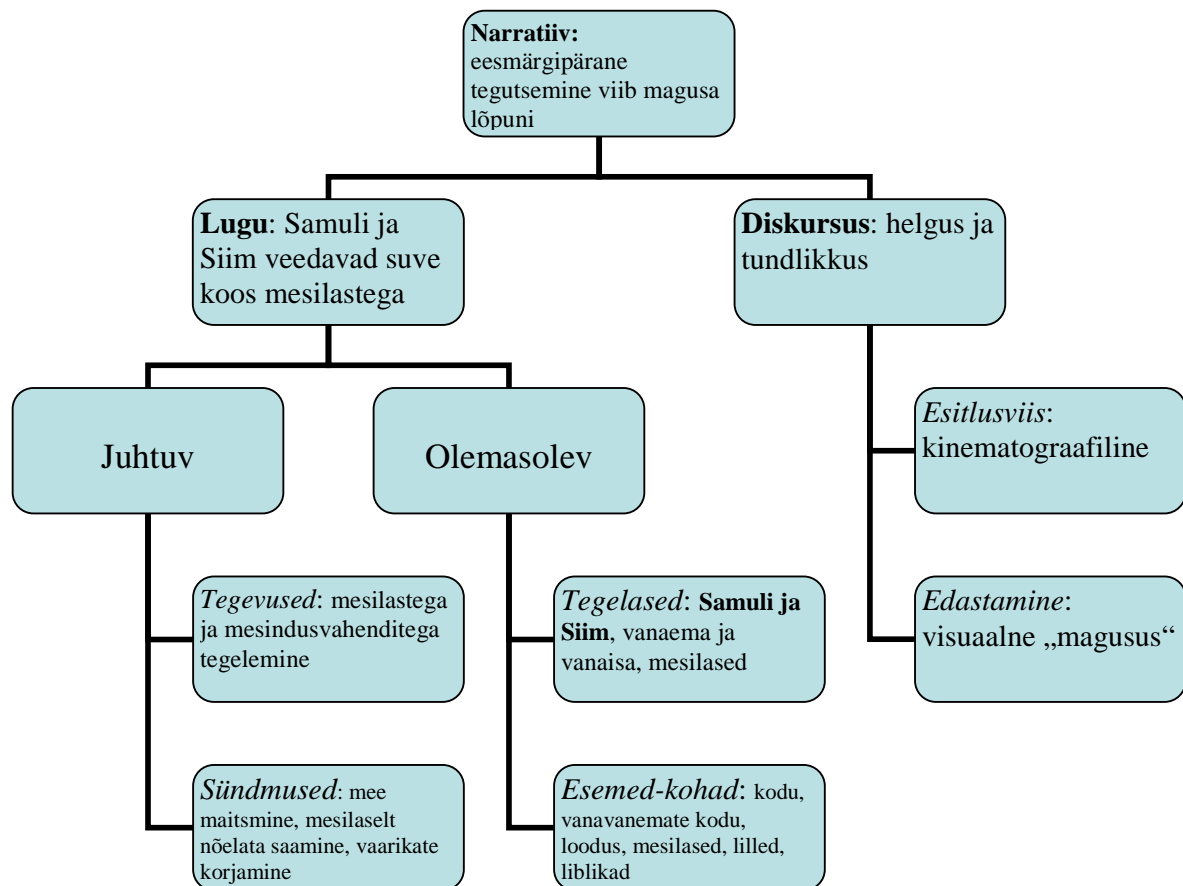 Narratiiv:
eesmärgipärane
tegutsemine viib magusa
lõpuni
Lugu: Samuli ja
Siim veedavad suve
koos mesilastega
Diskursus: helgus ja
tundlikkus
Juhtuv
Olemasolev
Esitlusviis:
kinematograafiline
Tegevused: mesilastega
ja mesindusvahenditega
tegelemine
Tegelased: Samuli ja
Siim, vanaema ja
vanaisa, mesilased
Edastamine:
visuaalne „magusus“
Sündmused: mee
maitsmine, mesilaselt
nõelata saamine, vaarikate
korjamine
Esemed-kohad: kodu,
vanavanemate kodu,
loodus, mesilased, lilled,
liblikad